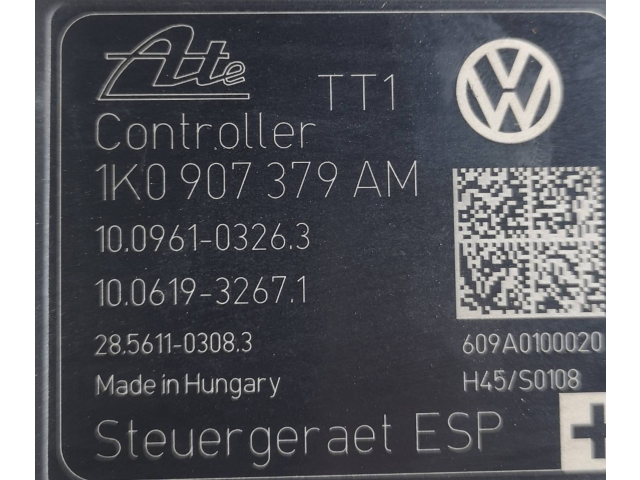 Ate TT1
Controller
1K0 907 379 AM
10.0961-0326.3
10.0619-3267.1
28.5611-0308.3 609A0100020
Made in Hungary H45/S0108
Steuergeraet ESP